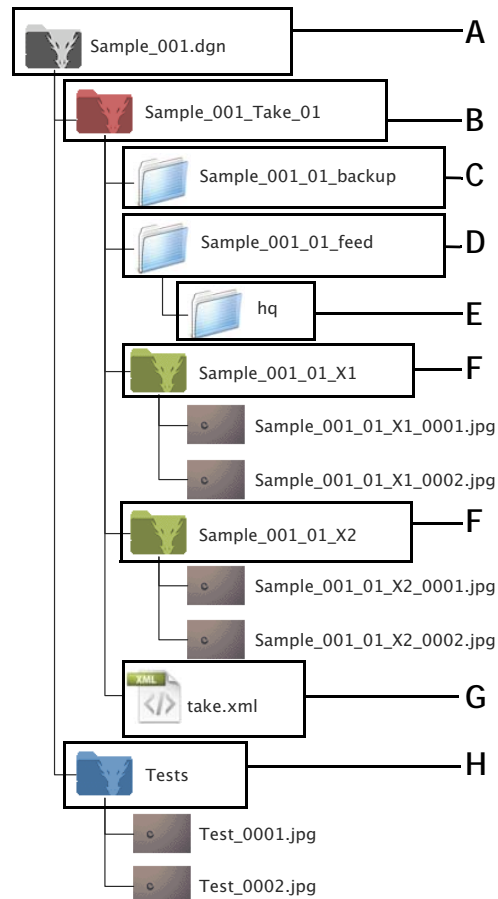 Sample_001.dgn
A
Sample_001_Take_01
B
Sample_001_01_backup
C
Sample_001_01_feed
D
hq
E
Sample_001_01_X1
F
Sample_001_01_X1_0001.jpg
Sample_001_01_X1_0002.jpg
Sample_001_01_X2
F
Sample_001_01_X2_0001.jpg
Sample_001_01_X2_0002.jpg
XML
</>
take.xml
G
Tests
H
Test_0001.jpg
Test_0002.jpg